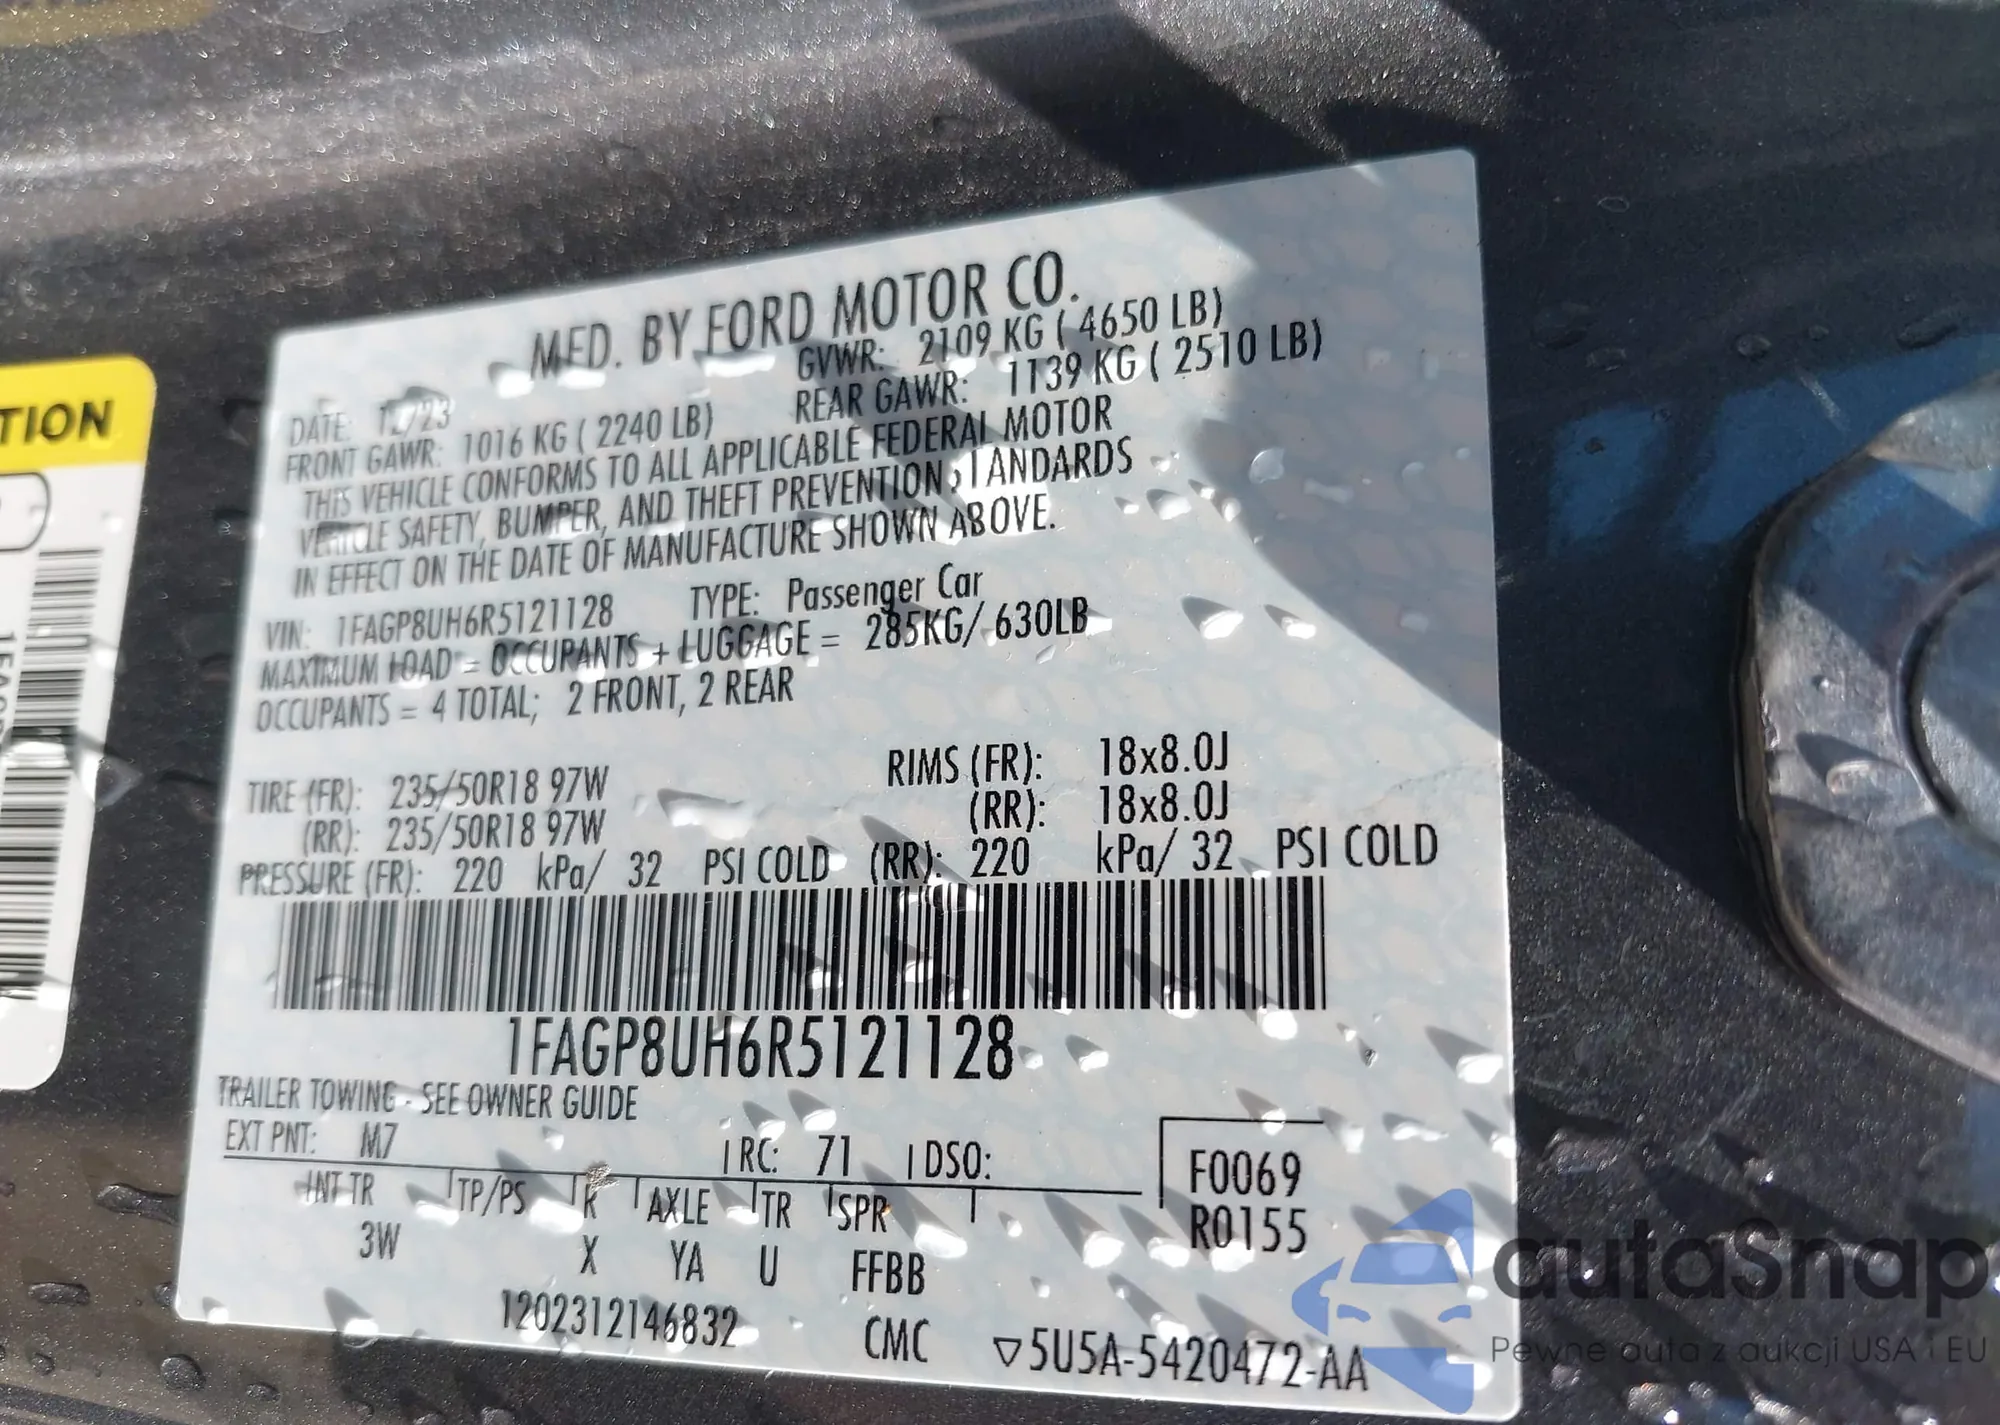 TION
MFD. BY FORD MOTOR CO.
GVWR: 2109 KG ( 4650 LB)
DATE: 12/23
REAR GAWR: 1139 KG ( 2510 LB)
FRONT GAWR: 1016 KG ( 2240 LB)
THIS VEHICLE CONFORMS TO ALL APPLICABLE FEDERAL MOTOR
VEHICLE SAFETY, BUMPER, AND THEFT PREVENTION STANDARDS
IN EFFECT ON THE DATE OF MANUFACTURE SHOWN ABOVE.
VIN: 1FAGP8UH6R5121128 TYPE: Passenger Car
MAXIMUM LOAD = OCCUPANTS + LUGGAGE = 285KG/ 630LB
OCCUPANTS = 4 TOTAL; 2 FRONT, 2 REAR
TIRE (FR): 235/50R18 97W RIMS (FR): 18x8.0J
(RR): 235/50R18 97W (RR): 18x8.0J
PRESSURE (FR): 220 kPa/ 32 PSI COLD (RR): 220 kPa/ 32 PSI COLD
1FAGP8UH6R5121128
TRAILER TOWING - SEE OWNER GUIDE
EXT PNT: M7 RC: 71 DSO:
F0069
INT TR TP/PS R AXLE TR SPR
R0155
3W X YA U FFBB
1202312146832 CMC ▽5U5A-5420472-AA
autaSnap
Pewne auta z aukcji USA i EU